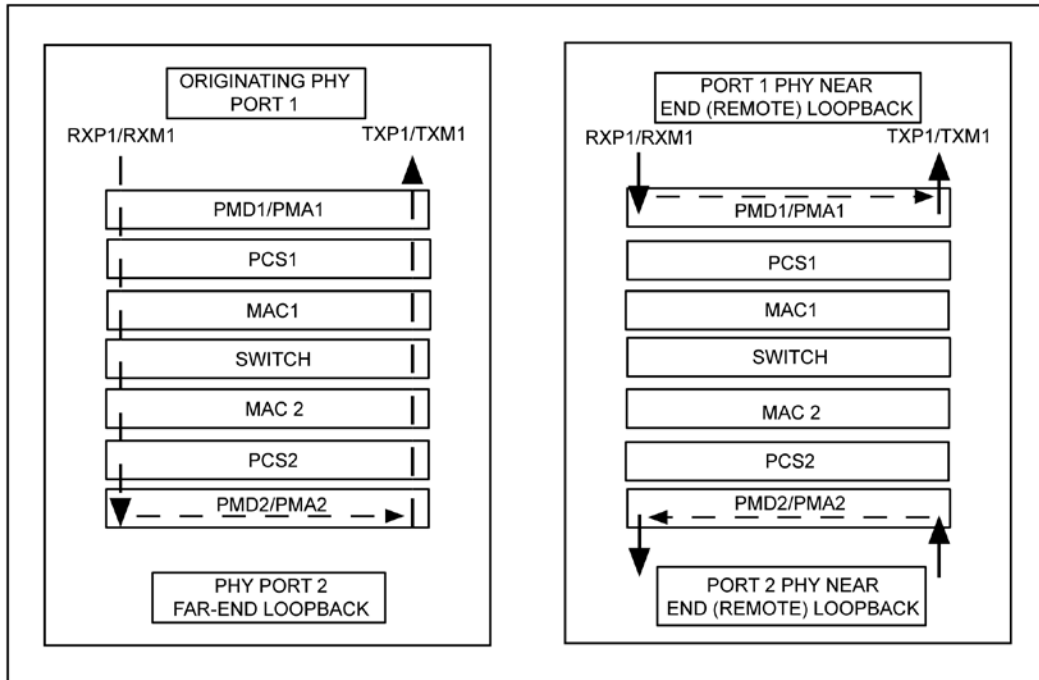 ORIGINATING PHY
PORT 1
RXP1/RXM1
TXP1/TXM1
PMD1/PMA1
PCS1
MAC1
SWITCH
MAC 2
PCS2
PMD2/PMA2
PHY PORT 2
FAR-END LOOPBACK
PORT 1 PHY NEAR
END (REMOTE) LOOPBACK
RXP1/RXM1
TXP1/TXM1
PMD1/PMA1
PCS1
MAC1
SWITCH
MAC 2
PCS2
PMD2/PMA2
PORT 2 PHY NEAR
END (REMOTE) LOOPBACK